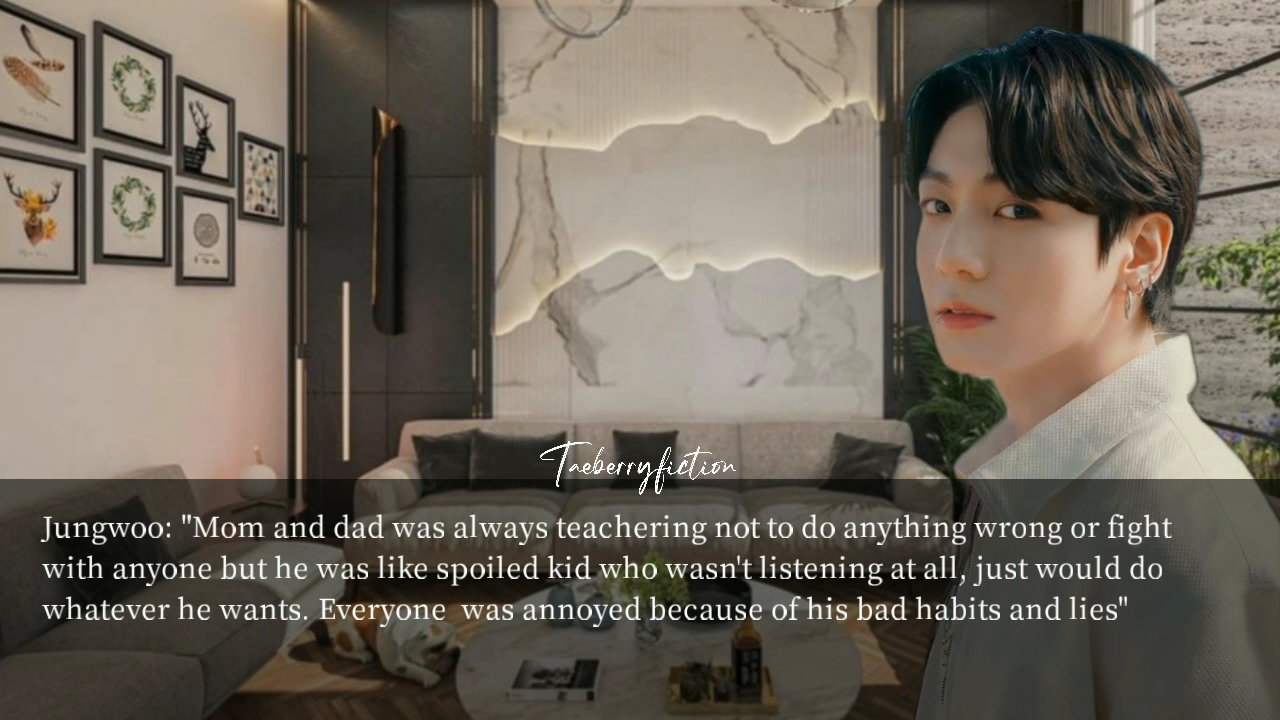 Taeberryfiction
Jungwoo: "Mom and dad was always teachering not to do anything wrong or fight
with anyone but he was like spoiled kid who wasn't listening at all, just would do
whatever he wants. Everyone  was annoyed because of his bad habits and lies"